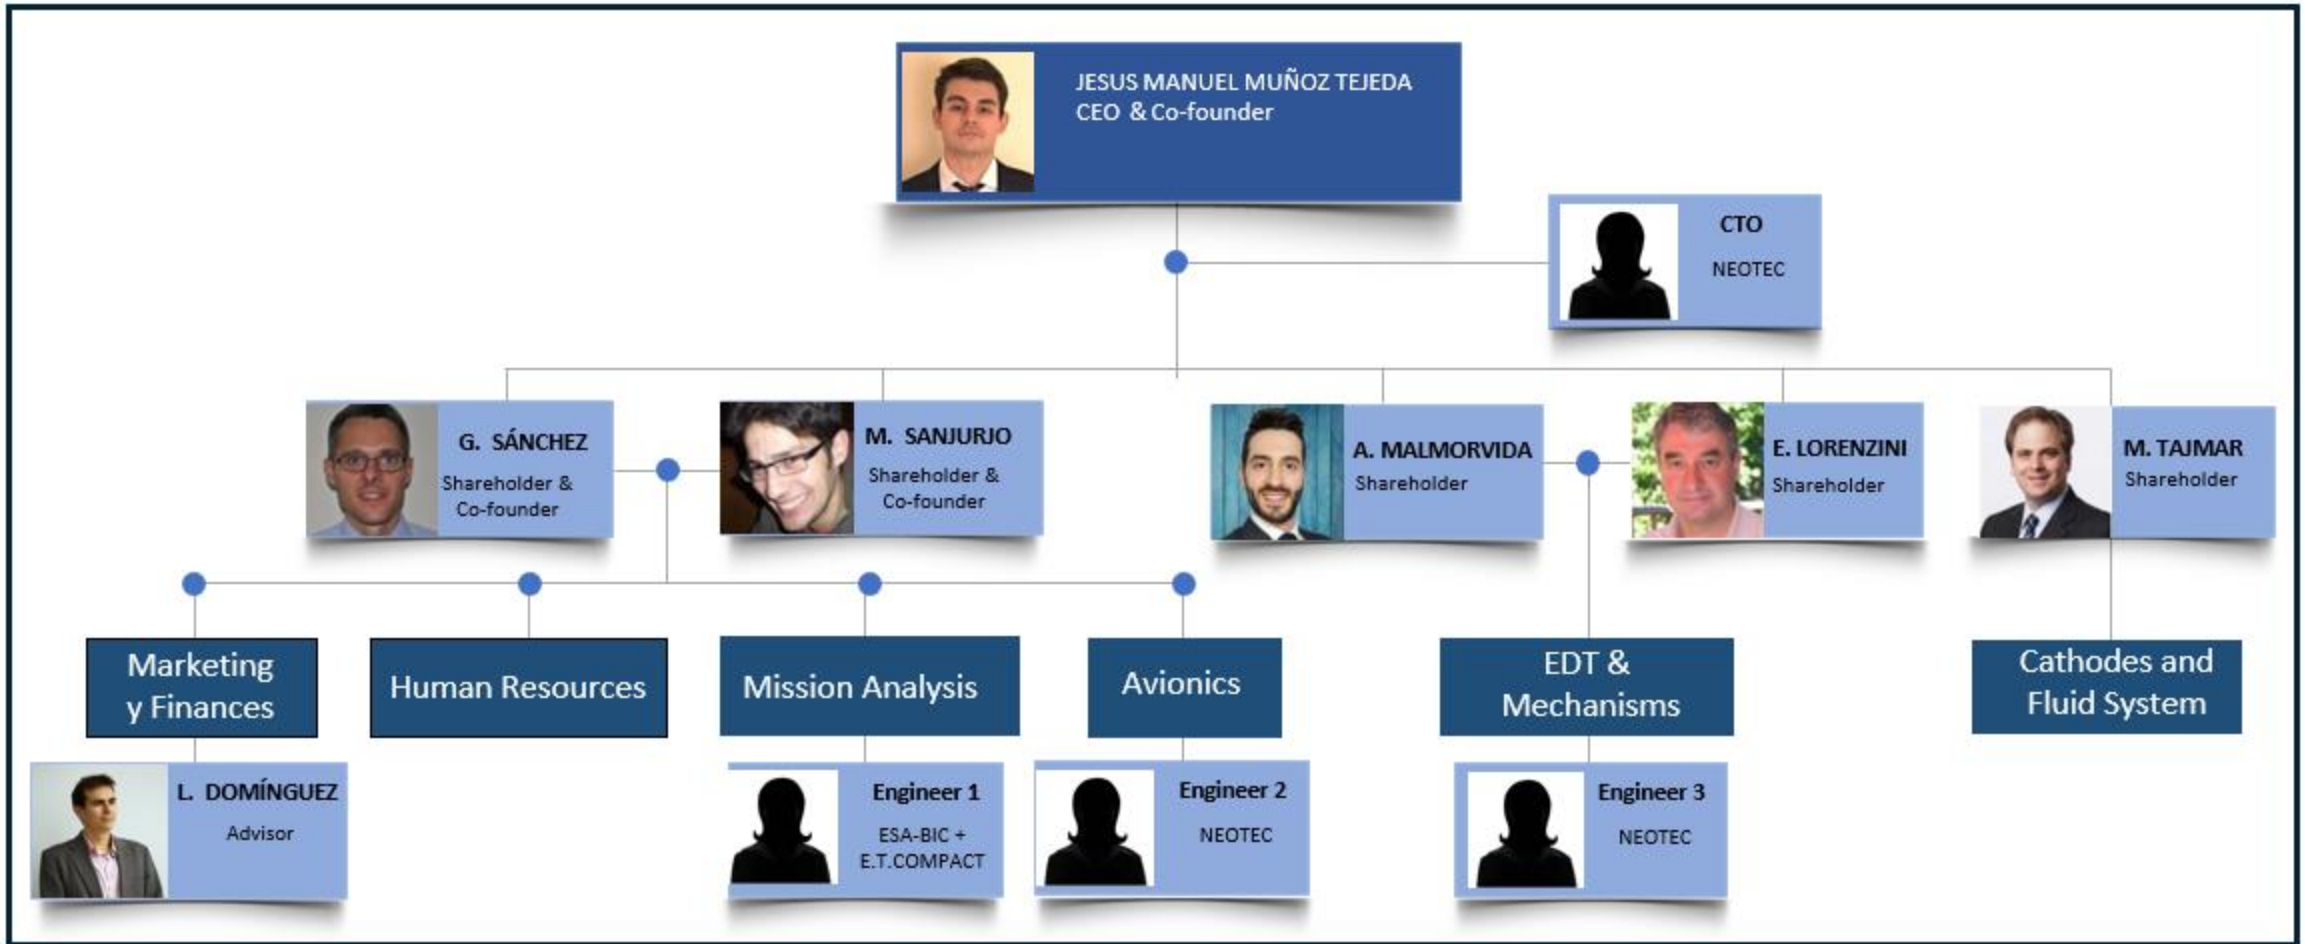 JESUS MANUEL MUÑOZ TEJEDA
CEO & Co-founder
CTO
NEOTEC
G. SÁNCHEZ
Shareholder &
Co-founder
M. SANJURJO
Shareholder &
Co-founder
A. MALMORVIDA
Shareholder
E. LORENZINI
Shareholder
M. TAJMAR
Shareholder
Marketing
y Finances
Human Resources
Mission Analysis
Avionics
EDT &
Mechanisms
Cathodes and
Fluid System
L. DOMÍNGUEZ
Advisor
Engineer 1
ESA-BIC +
E.T.COMPACT
Engineer 2
NEOTEC
Engineer 3
NEOTEC